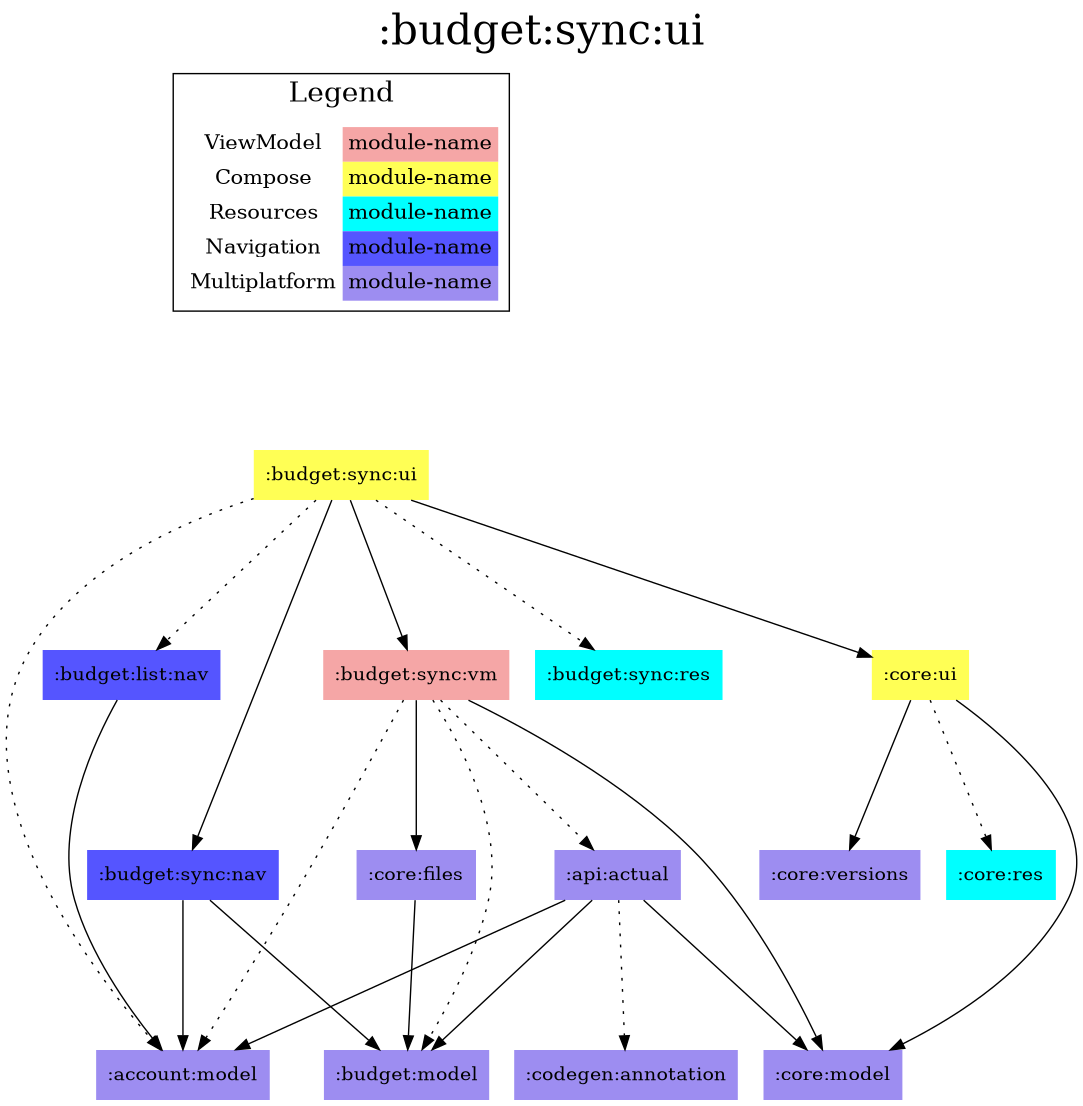 :budget:sync:ui
Legend
ViewModel module-name
Compose module-name
Resources module-name
Navigation module-name
Multiplatform module-name
:budget:sync:ui
:budget:list:nav :budget:sync:vm :budget:sync:res :core:ui
:budget:sync:nav :core:files :api:actual :core:versions :core:res
:account:model :budget:model :codegen:annotation :core:model